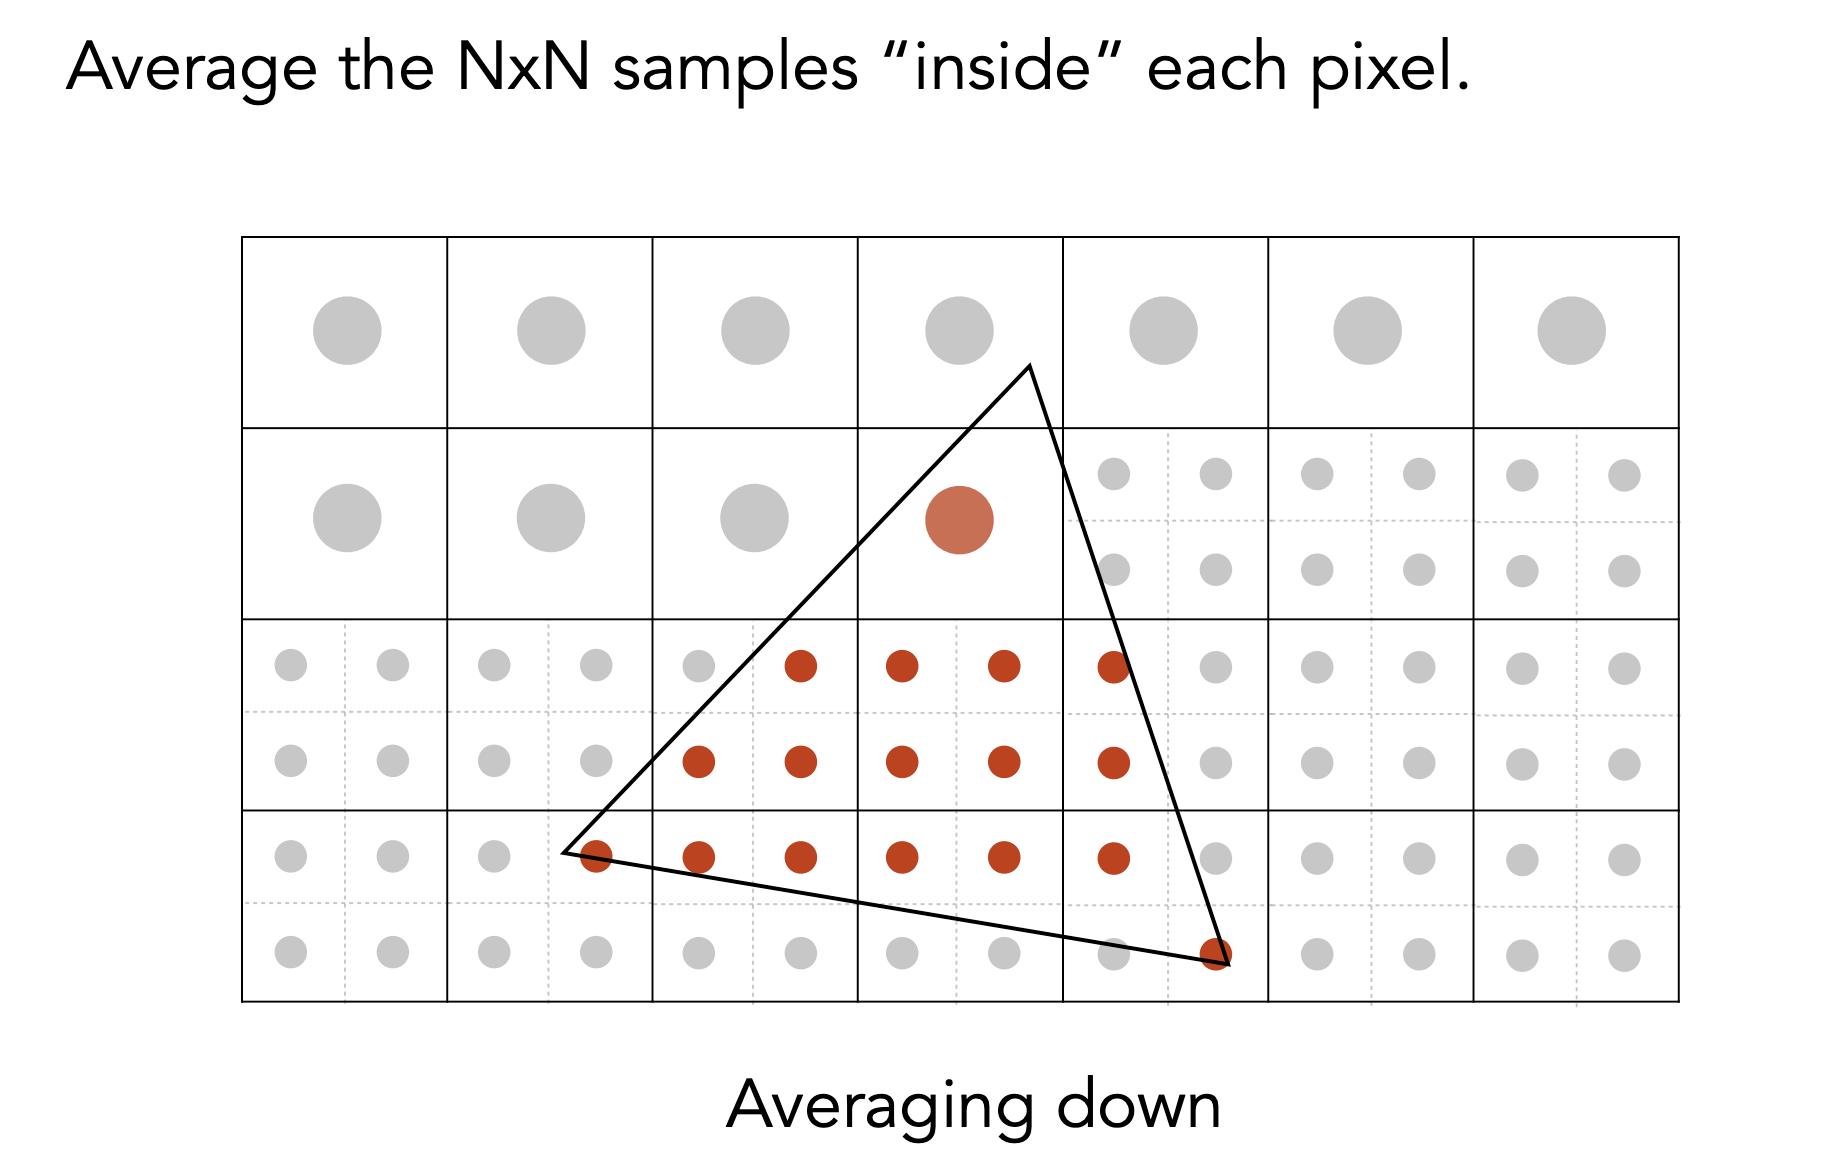 Average the NxN samples “inside” each pixel.
Averaging down